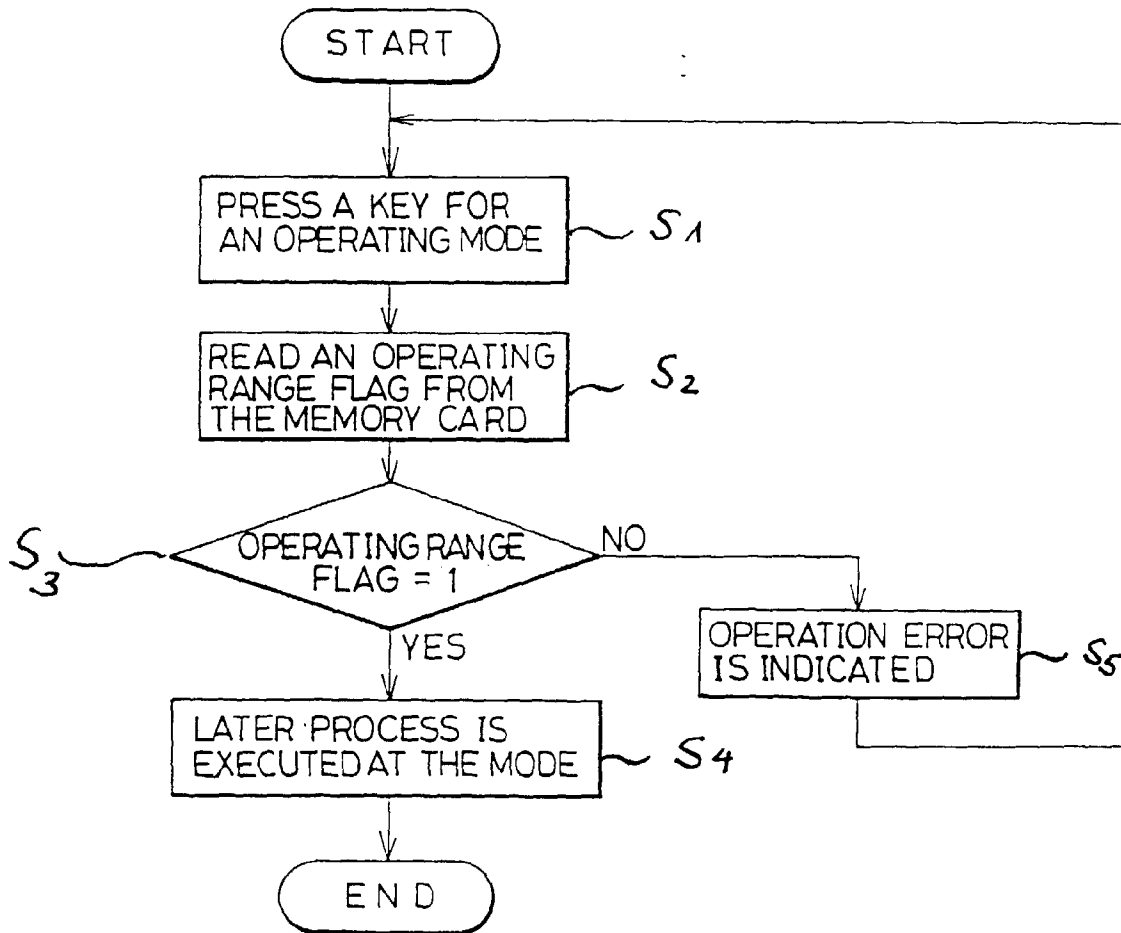 START
PRESS A KEY FOR
AN OPERATING MODE
S1
READ AN OPERATING
RANGE FLAG FROM
THE MEMORY CARD
S2
S3
OPERATING RANGE
FLAG = 1
NO
YES
OPERATION ERROR
IS INDICATED
S5
LATER PROCESS IS
EXECUTED AT THE MODE
S4
END